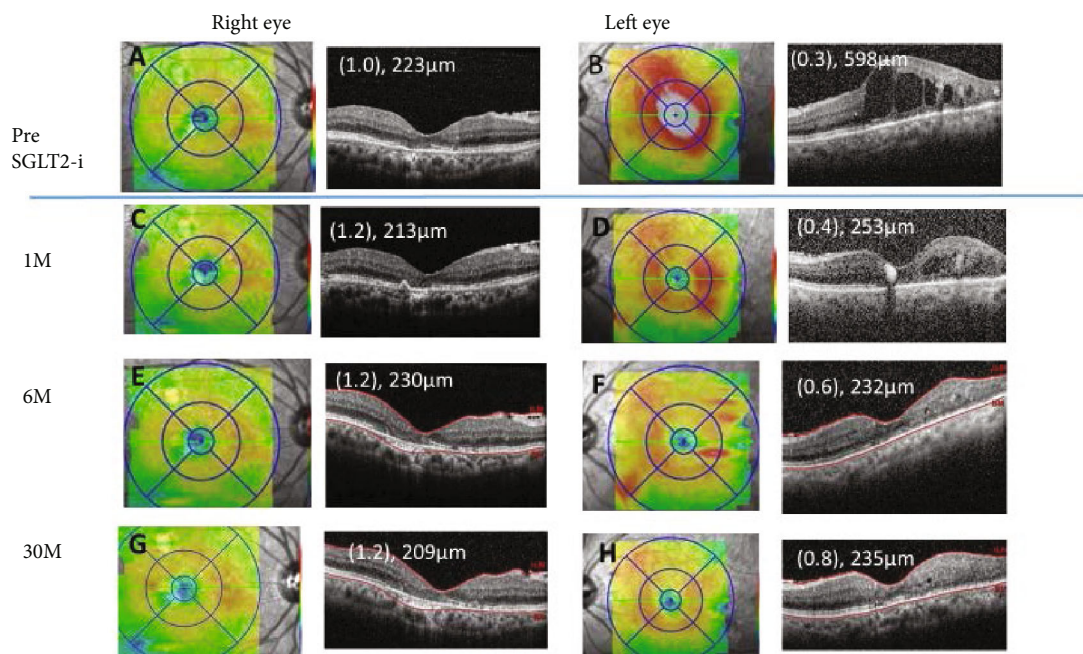 Right eye
Left eye
Pre
SGLT2-i
A
(1.0), 223µm
B
(0.3), 598µm
1M
C
(1.2), 213µm
D
(0.4), 253µm
6M
E
(1.2), 230µm
F
(0.6), 232µm
30M
G
(1.2), 209µm
H
(0.8), 235µm